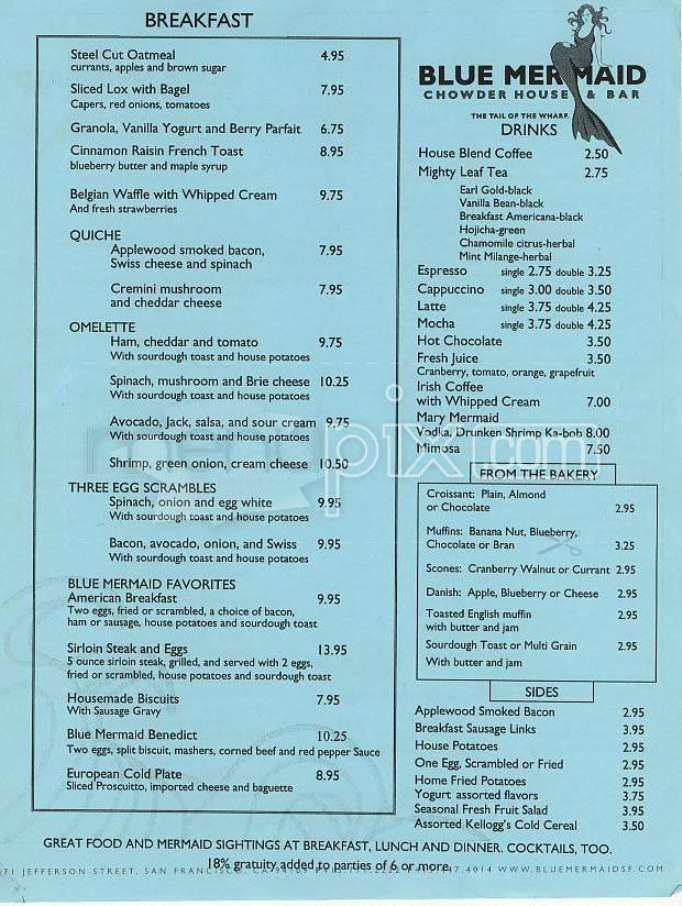 BREAKFAST
Steel Cut Oatmeal 4.95
currants, apples and brown sugar
Sliced Lox with Bagel 7.95
Capers, red onions, tomatoes
Granola, Vanilla Yogurt and Berry Parfait 6.75
Cinnamon Raisin French Toast 8.95
blueberry butter and maple syrup
Belgian Waffle with Whipped Cream 9.75
And fresh strawberries
QUICHE
Applewood smoked bacon, 7.95
Swiss cheese and spinach
Cremini mushroom 7.95
and cheddar cheese
OMELETTE
Ham, cheddar and tomato 9.75
With sourdough toast and house potatoes
Spinach, mushroom and Brie cheese 10.25
With sourdough toast and house potatoes
Avocado, Jack, salsa, and sour cream 9.75
With sourdough toast and house potatoes
Shrimp, green onion, cream cheese 10.50
THREE EGG SCRAMBLES
Spinach, onion and egg white 9.95
With sourdough toast and house potatoes
Bacon, avocado, onion, and Swiss 9.95
With sourdough toast and house potatoes
BLUE MERMAID FAVORITES
American Breakfast 9.95
Two eggs, fried or scrambled, a choice of bacon,
ham or sausage, house potatoes and sourdough toast
Sirloin Steak and Eggs 13.95
5 ounce sirloin steak, grilled, and served with 2 eggs,
fried or scrambled, house potatoes and sourdough toast
Housemade Biscuits 7.95
With Sausage Gravy
Blue Mermaid Benedict 10.25
Two eggs, split biscuit, mashers, corned beef and red pepper Sauce
European Cold Plate 8.95
Sliced Proscuitto, imported cheese and baguette
BLUE MERMAID
CHOWDER HOUSE & BAR
THE TAIL OF THE WHARF.
DRINKS
House Blend Coffee 2.50
Mighty Leaf Tea 2.75
Earl Gold-black
Vanilla Bean-black
Breakfast Americana-black
Hojicha-green
Chamomile citrus-herbal
Mint Milange-herbal
Espresso single 2.75 double 3.25
Cappuccino single 3.00 double 3.50
Latte single 3.75 double 4.25
Mocha single 3.75 double 4.25
Hot Chocolate 3.50
Fresh Juice 3.50
Cranberry, tomato, orange, grapefruit
Irish Coffee
with Whipped Cream 7.00
Mary Mermaid
Vodka, Drunken Shrimp Ka-bob 8.00
Mimosa 7.50
FROM THE BAKERY
Croissant: Plain, Almond
or Chocolate 2.95
Muffins: Banana Nut, Blueberry,
Chocolate or Bran 3.25
Scones: Cranberry Walnut or Currant 2.95
Danish: Apple, Blueberry or Cheese 2.95
Toasted English muffin 2.95
with butter and jam
Sourdough Toast or Multi Grain 2.95
With butter and jam
SIDES
Applewood Smoked Bacon 2.95
Breakfast Sausage Links 3.95
House Potatoes 2.95
One Egg, Scrambled or Fried 2.95
Home Fried Potatoes 2.95
Yogurt assorted flavors 3.75
Seasonal Fresh Fruit Salad 3.95
Assorted Kellogg's Cold Cereal 3.50
GREAT FOOD AND MERMAID SIGHTINGS AT BREAKFAST, LUNCH AND DINNER. COCKTAILS, TOO.
18% gratuity added to parties of 6 or more.
71 JEFFERSON STREET, SAN FRANCISCO, CA WWW.BLUEMERMAIDSF.COM
pix.com